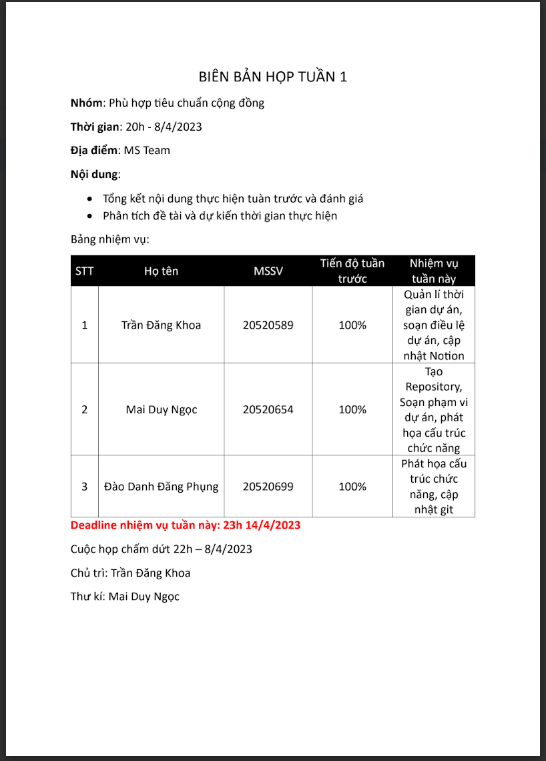 BIÊN BẢN HỌP TUẦN 1
Nhóm: Phù hợp tiêu chuẩn cộng đồng
Thời gian: 20h - 8/4/2023
Địa điểm: MS Team
Nội dung:
• Tổng kết nội dung thực hiện tuàn trước và đánh giá
• Phân tích đề tài và dự kiến thời gian thực hiện
Bảng nhiệm vụ:
STT Họ tên MSSV Tiến độ tuần trước Nhiệm vụ tuần này
1 Trần Đăng Khoa 20520589 100% Quản lí thời
gian dự án,
soạn điều lệ
dự án, cập
nhật Notion
2 Mai Duy Ngọc 20520654 100% Tạo
Repository,
Soạn phạm vi
dự án, phát
họa cấu trúc
chức năng
3 Đào Danh Đăng Phụng 20520699 100% Phát họa cấu
trúc chức
năng, cập
nhật git
Deadline nhiệm vụ tuần này: 23h 14/4/2023
Cuộc họp chấm dứt 22h – 8/4/2023
Chủ trì: Trần Đăng Khoa
Thư kí: Mai Duy Ngọc